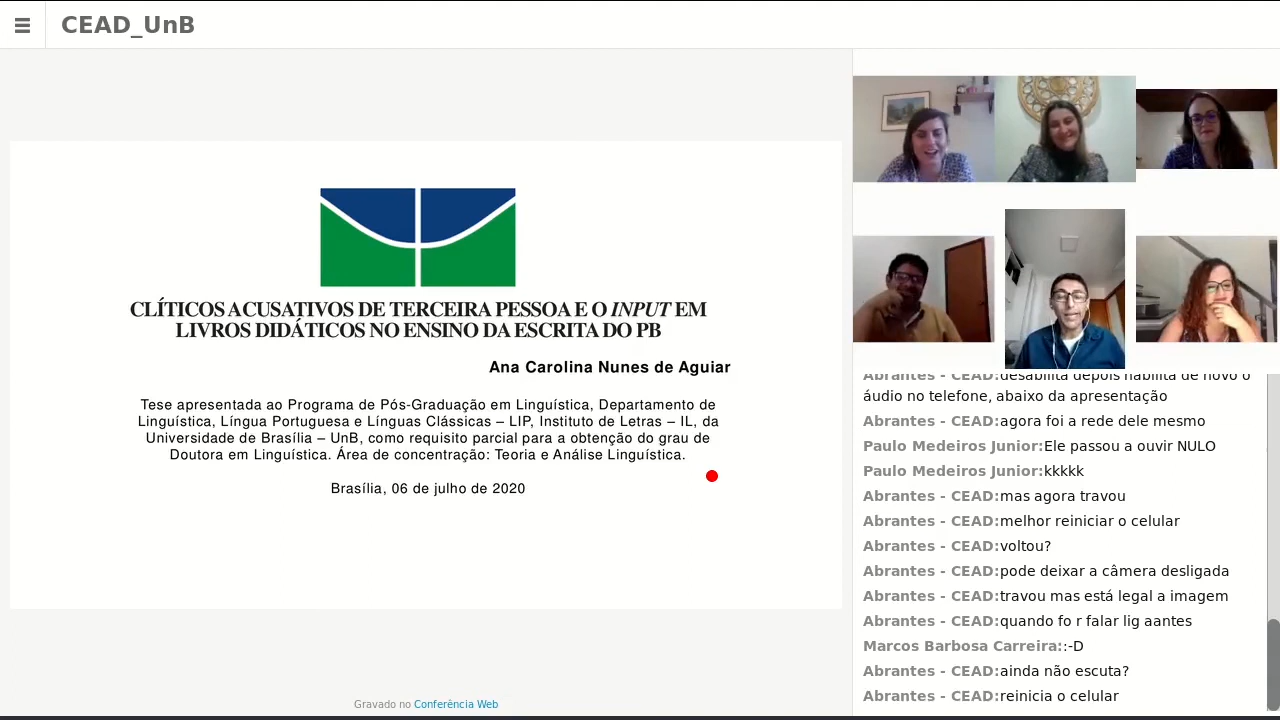 CEAD_UnB
CLÍTICOS ACUSATIVOS DE TERCEIRA PESSOA E O INPUT EM
LIVROS DIDÁTICOS NO ENSINO DA ESCRITA DO PB
Ana Carolina Nunes de Aguiar
Tese apresentada ao Programa de Pós-Graduação em Linguística, Departamento de
Linguística, Língua Portuguesa e Línguas Clássicas – LIP, Instituto de Letras – IL, da
Universidade de Brasília – UnB, como requisito parcial para a obtenção do grau de
Doutora em Linguística. Área de concentração: Teoria e Análise Linguística.
Brasília, 06 de julho de 2020
Gravado no Conferência Web
Abrantes - CEAD:desabilita depois habilita de novo o
áudio no telefone, abaixo da apresentação
Abrantes - CEAD:agora foi a rede dele mesmo
Paulo Medeiros Junior:Ele passou a ouvir NULO
Paulo Medeiros Junior:kkkkk
Abrantes - CEAD:mas agora travou
Abrantes - CEAD:melhor reiniciar o celular
Abrantes - CEAD:voltou?
Abrantes - CEAD:pode deixar a câmera desligada
Abrantes - CEAD:travou mas está legal a imagem
Abrantes - CEAD:quando fo r falar lig aantes
Marcos Barbosa Carreira::-D
Abrantes - CEAD:ainda não escuta?
Abrantes - CEAD:reinicia o celular